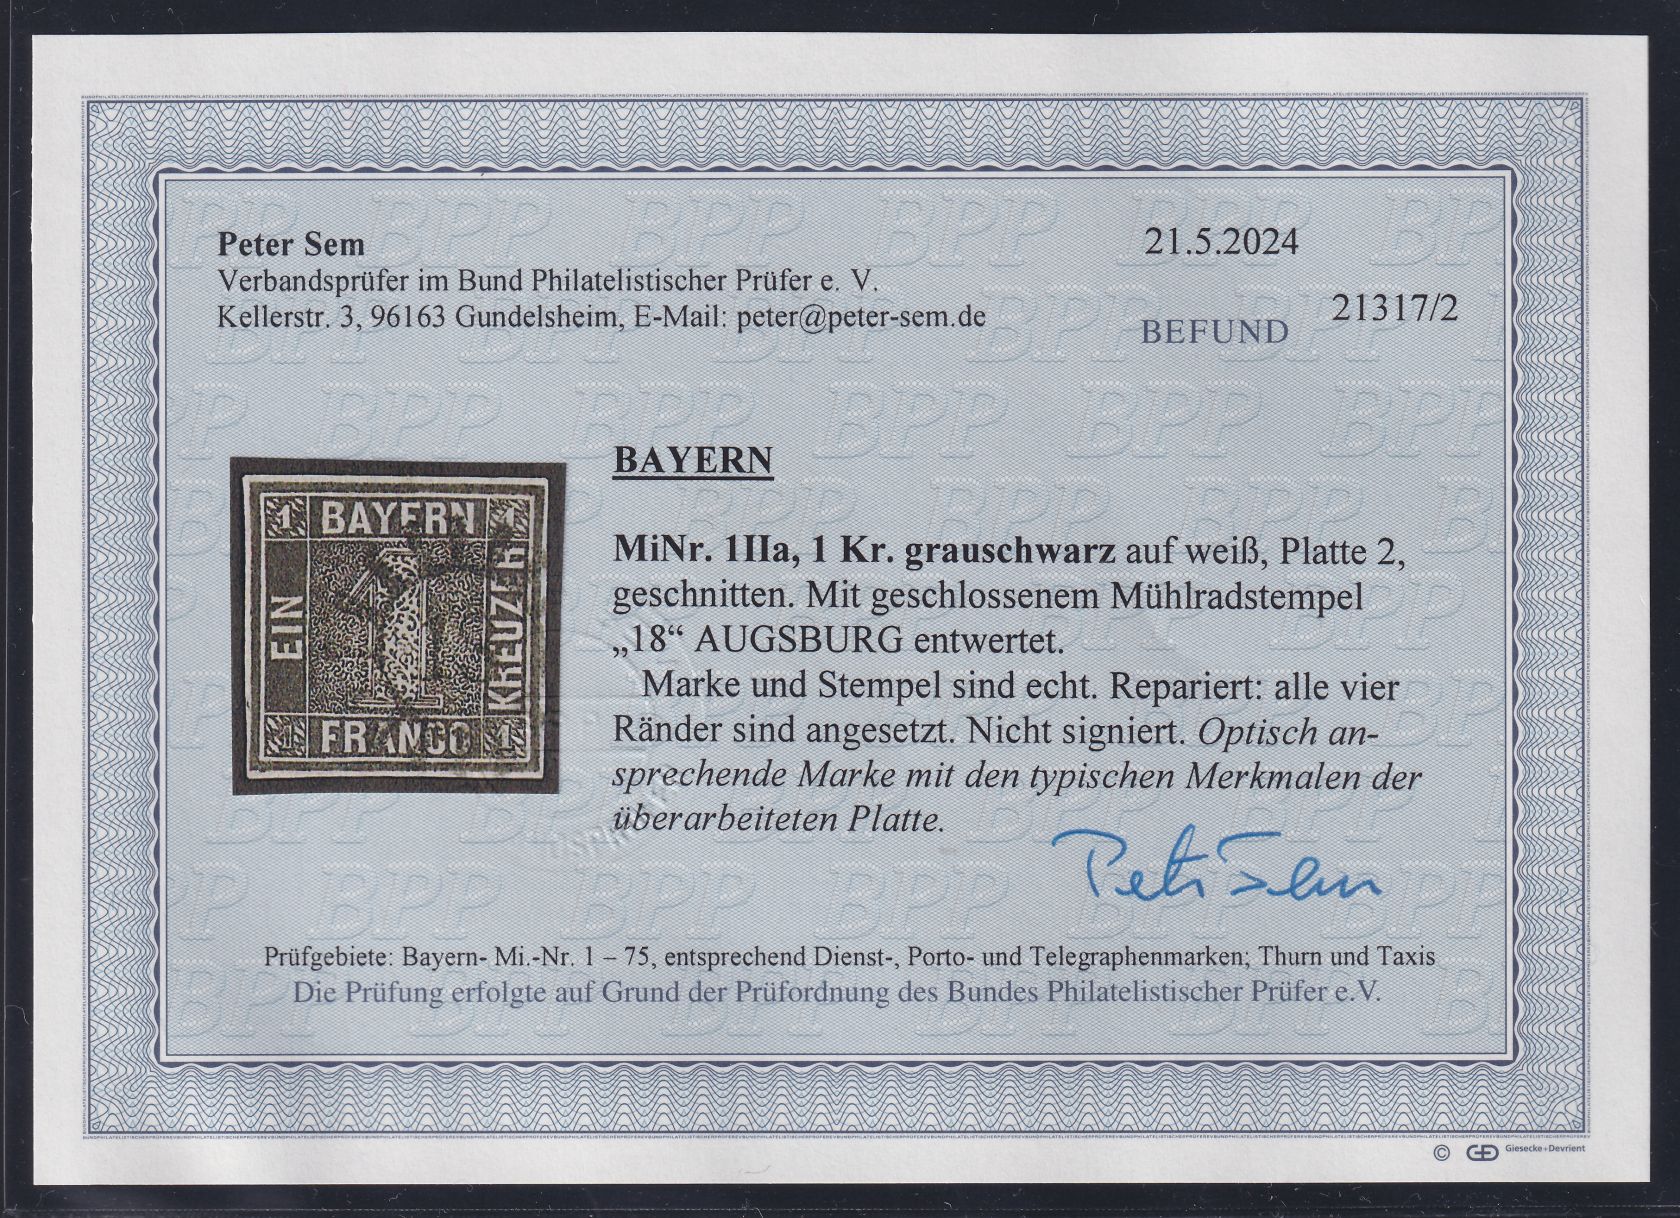 Peter Sem
Verbandsprüfer im Bund Philatelistischer Prüfer e. V.
Kellerstr. 3, 96163 Gundelsheim, E-Mail: peter@peter-sem.de
21.5.2024
21317/2
BEFUND
BAYERN
MiNr. 1IIa, 1 Kr. grauschwarz auf weiß, Platte 2,
geschnitten. Mit geschlossenem Mühlradstempel
„18“ AUGSBURG entwertet.
Marke und Stempel sind echt. Repariert: alle vier
Ränder sind angesetzt. Nicht signiert. Optisch an-
sprechende Marke mit den typischen Merkmalen der
überarbeiteten Platte.
Peter Sem
1 BAYERN 1
EIN
1
KREUZER
1 FRANCO 1
Prüfgebiete: Bayern- Mi.-Nr. 1 – 75, entsprechend Dienst-, Porto- und Telegraphenmarken; Thurn und Taxis
Die Prüfung erfolgte auf Grund der Prüfordnung des Bundes Philatelistischer Prüfer e.V.
© Giesecke+Devrient